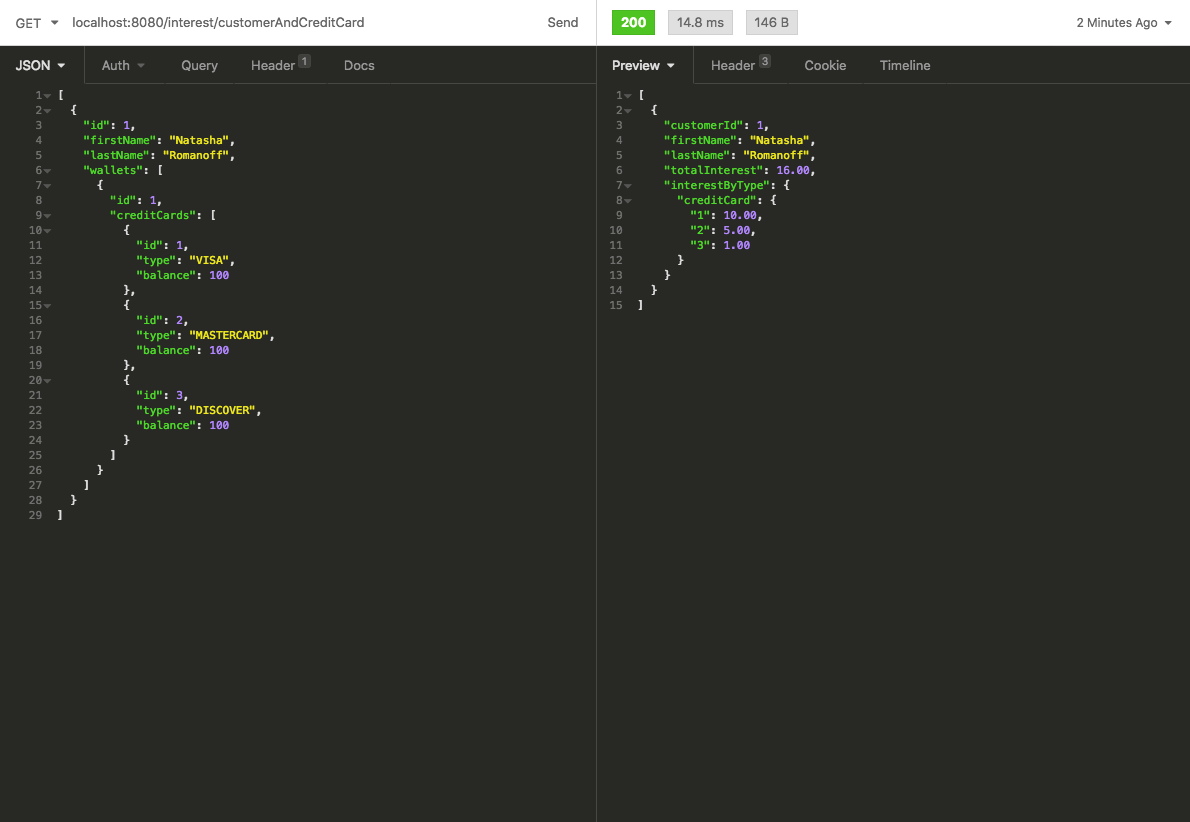 GET localhost:8080/interest/customerAndCreditCard Send
200 14.8 ms 146 B 2 Minutes Ago
JSON Auth Query Header 1 Docs
1 [
2 {
3 "id": 1,
4 "firstName": "Natasha",
5 "lastName": "Romanoff",
6 "wallets": [
7 {
8 "id": 1,
9 "creditCards": [
10 {
11 "id": 1,
12 "type": "VISA",
13 "balance": 100
14 },
15 {
16 "id": 2,
17 "type": "MASTERCARD",
18 "balance": 100
19 },
20 {
21 "id": 3,
22 "type": "DISCOVER",
23 "balance": 100
24 }
25 ]
26 }
27 ]
28 }
29 ]
Preview Header 3 Cookie Timeline
1 [
2 {
3 "customerId": 1,
4 "firstName": "Natasha",
5 "lastName": "Romanoff",
6 "totalInterest": 16.00,
7 "interestByType": {
8 "creditCard": {
9 "1": 10.00,
10 "2": 5.00,
11 "3": 1.00
12 }
13 }
14 }
15 ]